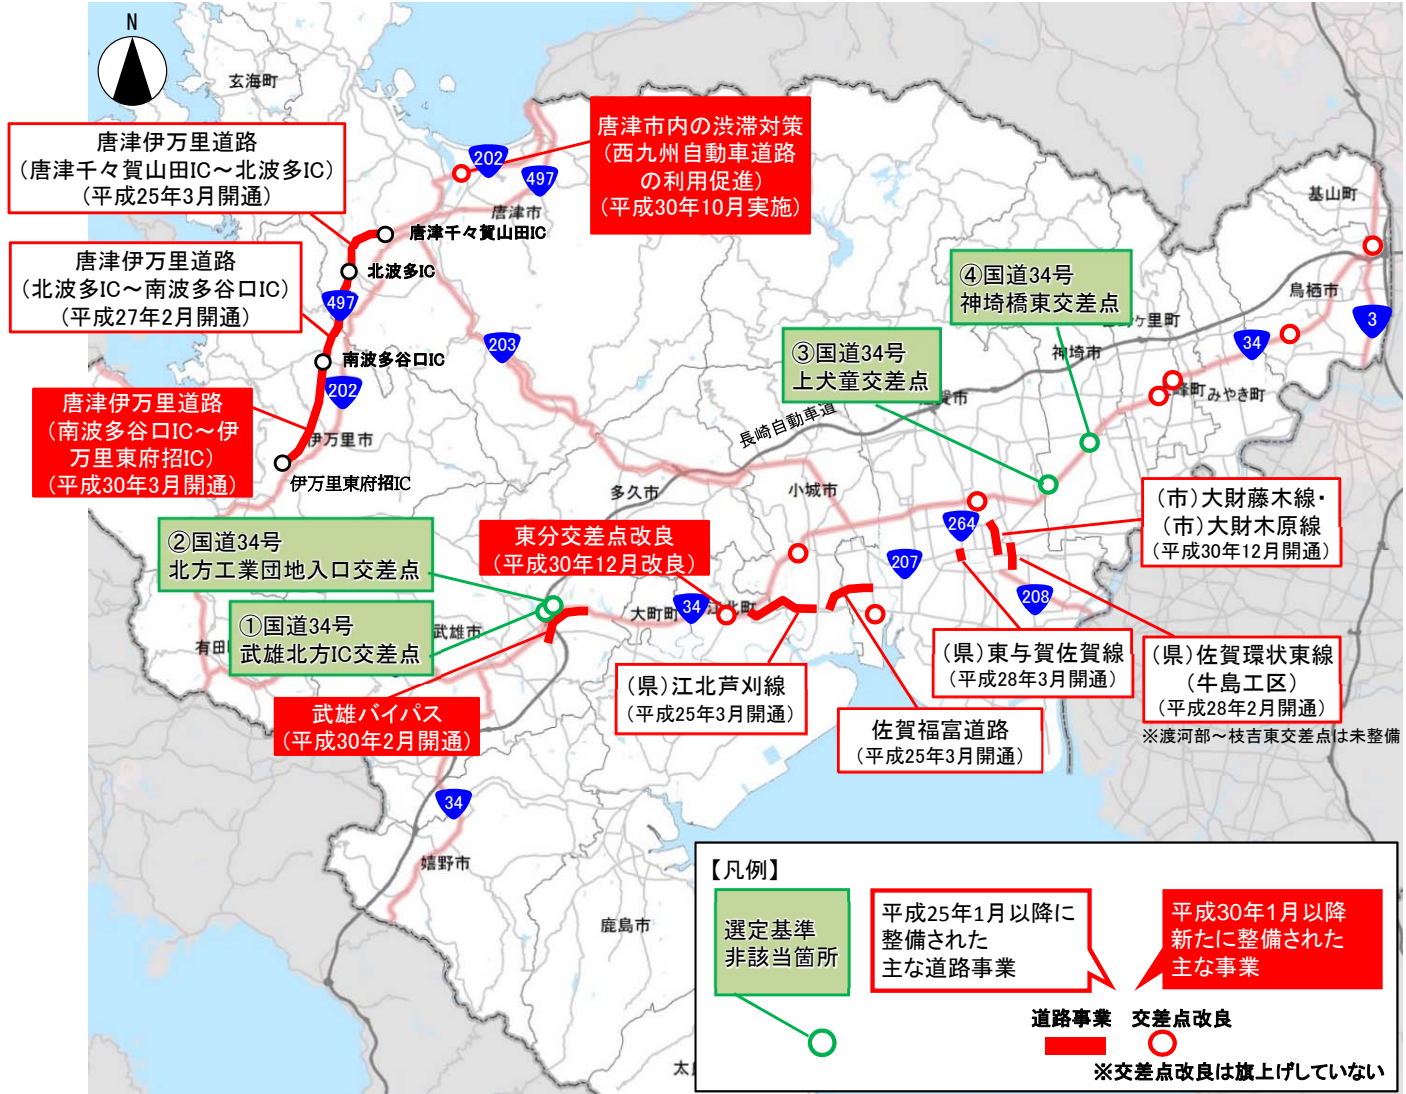 N
玄海町
唐津伊万里道路
(唐津千々賀山田IC～北波多IC)
(平成25年3月開通)
唐津市内の渋滞対策
(西九州自動車道路
の利用促進)
(平成30年10月実施)
202
497
唐津市
唐津千々賀山田IC
北波多IC
唐津伊万里道路
(北波多IC～南波多谷口IC)
(平成27年2月開通)
497
南波多谷口IC
202
203
唐津伊万里道路
(南波多谷口IC～伊
万里東府招IC)
(平成30年3月開通)
伊万里市
伊万里東府招IC
基山町
鳥栖市
3
34
④国道34号
神埼橋東交差点
ヶ里町
神埼市
③国道34号
上犬童交差点
賀市
峰町
みやき町
長崎自動車道
多久市
小城市
②国道34号
北方工業団地入口交差点
東分交差点改良
(平成30年12月改良)
264
207
208
(市)大財藤木線・
(市)大財木原線
(平成30年12月開通)
①国道34号
武雄北方IC交差点
武雄市
有田
大町町
34
江北町
武雄バイパス
(平成30年2月開通)
(県)江北芦刈線
(平成25年3月開通)
佐賀福富道路
(平成25年3月開通)
(県)東与賀佐賀線
(平成28年3月開通)
(県)佐賀環状東線
(牛島工区)
(平成28年2月開通)
※渡河部～枝吉東交差点は未整備
34
嬉野市
鹿島市
太
【凡例】
選定基準
非該当箇所
平成25年1月以降に
整備された
主な道路事業
平成30年1月以降
新たに整備された
主な事業
道路事業
交差点改良
※交差点改良は旗上げしていない